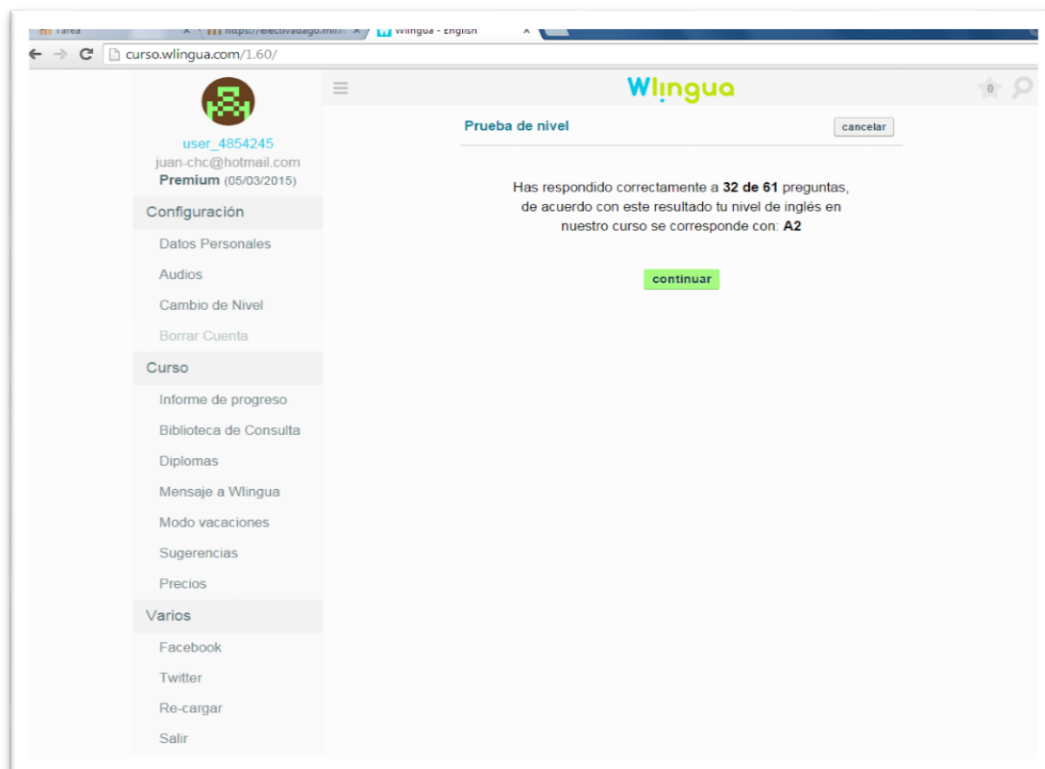 Tarea
Wlingua - English
curso.wlingua.com/1.60/
user_4854245
juan-chc@hotmail.com
Premium (05/03/2015)
Configuración
Datos Personales
Audios
Cambio de Nivel
Borrar Cuenta
Curso
Informe de progreso
Biblioteca de Consulta
Diplomas
Mensaje a Wlingua
Modo vacaciones
Sugerencias
Precios
Varios
Facebook
Twitter
Re-cargar
Salir
Wlingua
0
Prueba de nivel
cancelar
Has respondido correctamente a 32 de 61 preguntas,
de acuerdo con este resultado tu nivel de inglés en
nuestro curso se corresponde con: A2
continuar